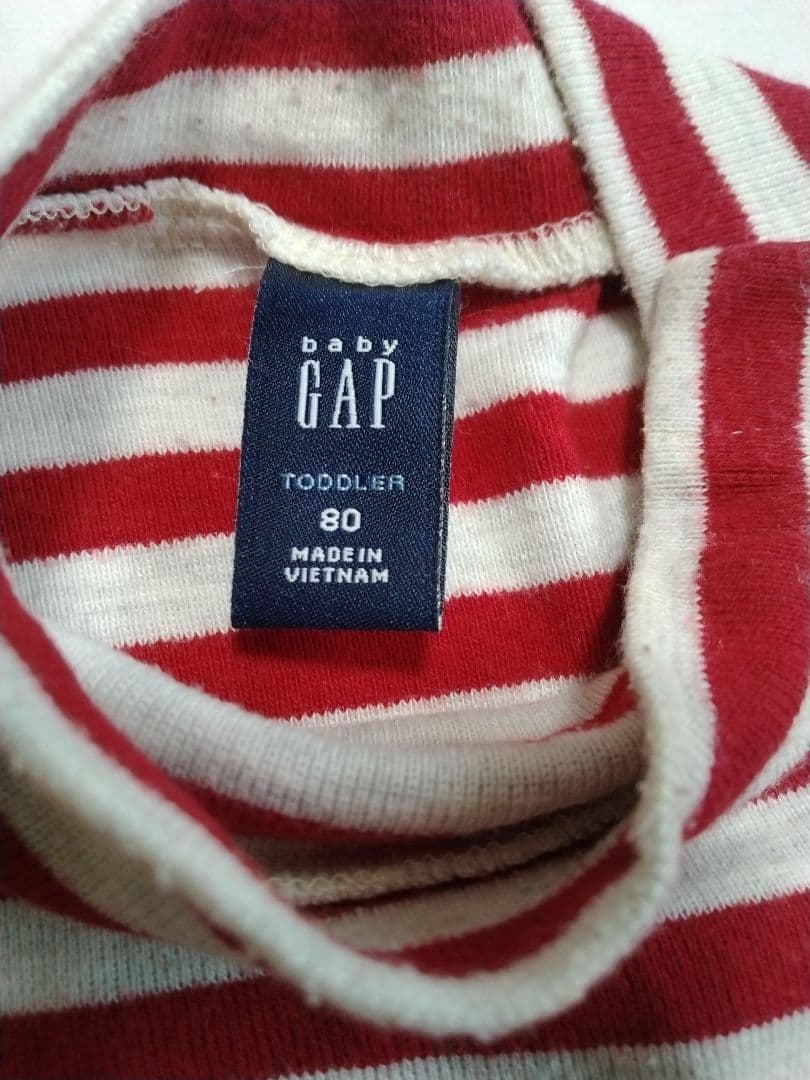 baby
GAP
TODDLER
80
MADE IN
VIETNAM